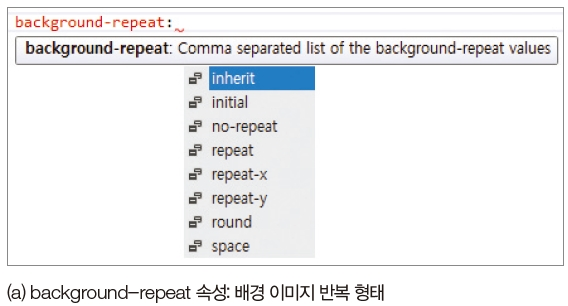 background-repeat:
background-repeat: Comma separated list of the background-repeat values
inherit
initial
no-repeat
repeat
repeat-x
repeat-y
round
space
(a) background-repeat 속성: 배경 이미지 반복 형태